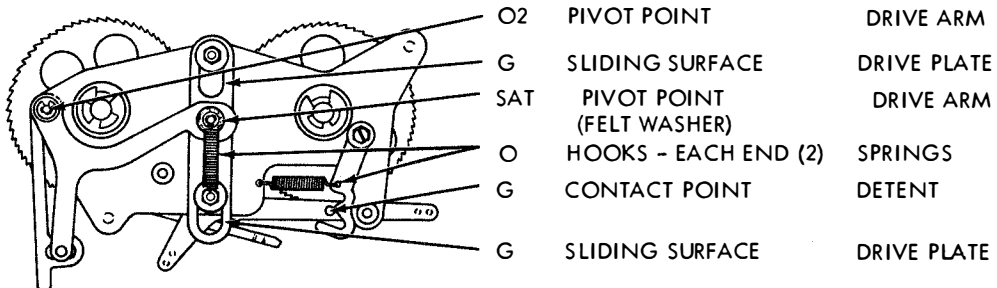 O2 PIVOT POINT DRIVE ARM
G SLIDING SURFACE DRIVE PLATE
SAT PIVOT POINT DRIVE ARM
(FELT WASHER)
O HOOKS - EACH END (2) SPRINGS
G CONTACT POINT DETENT
G SLIDING SURFACE DRIVE PLATE